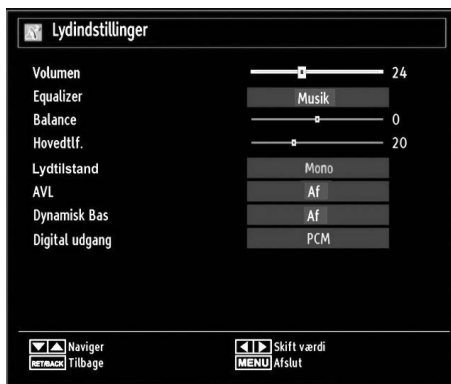 Lydindstillinger
Volumen 24
Equalizer Musik
Balance 0
Hovedtlf. 20
Lydtilstand Mono
AVL Af
Dynamisk Bas Af
Digital udgang PCM
Naviger Skift værdi
RET/BACK Tilbage MENU Afslut